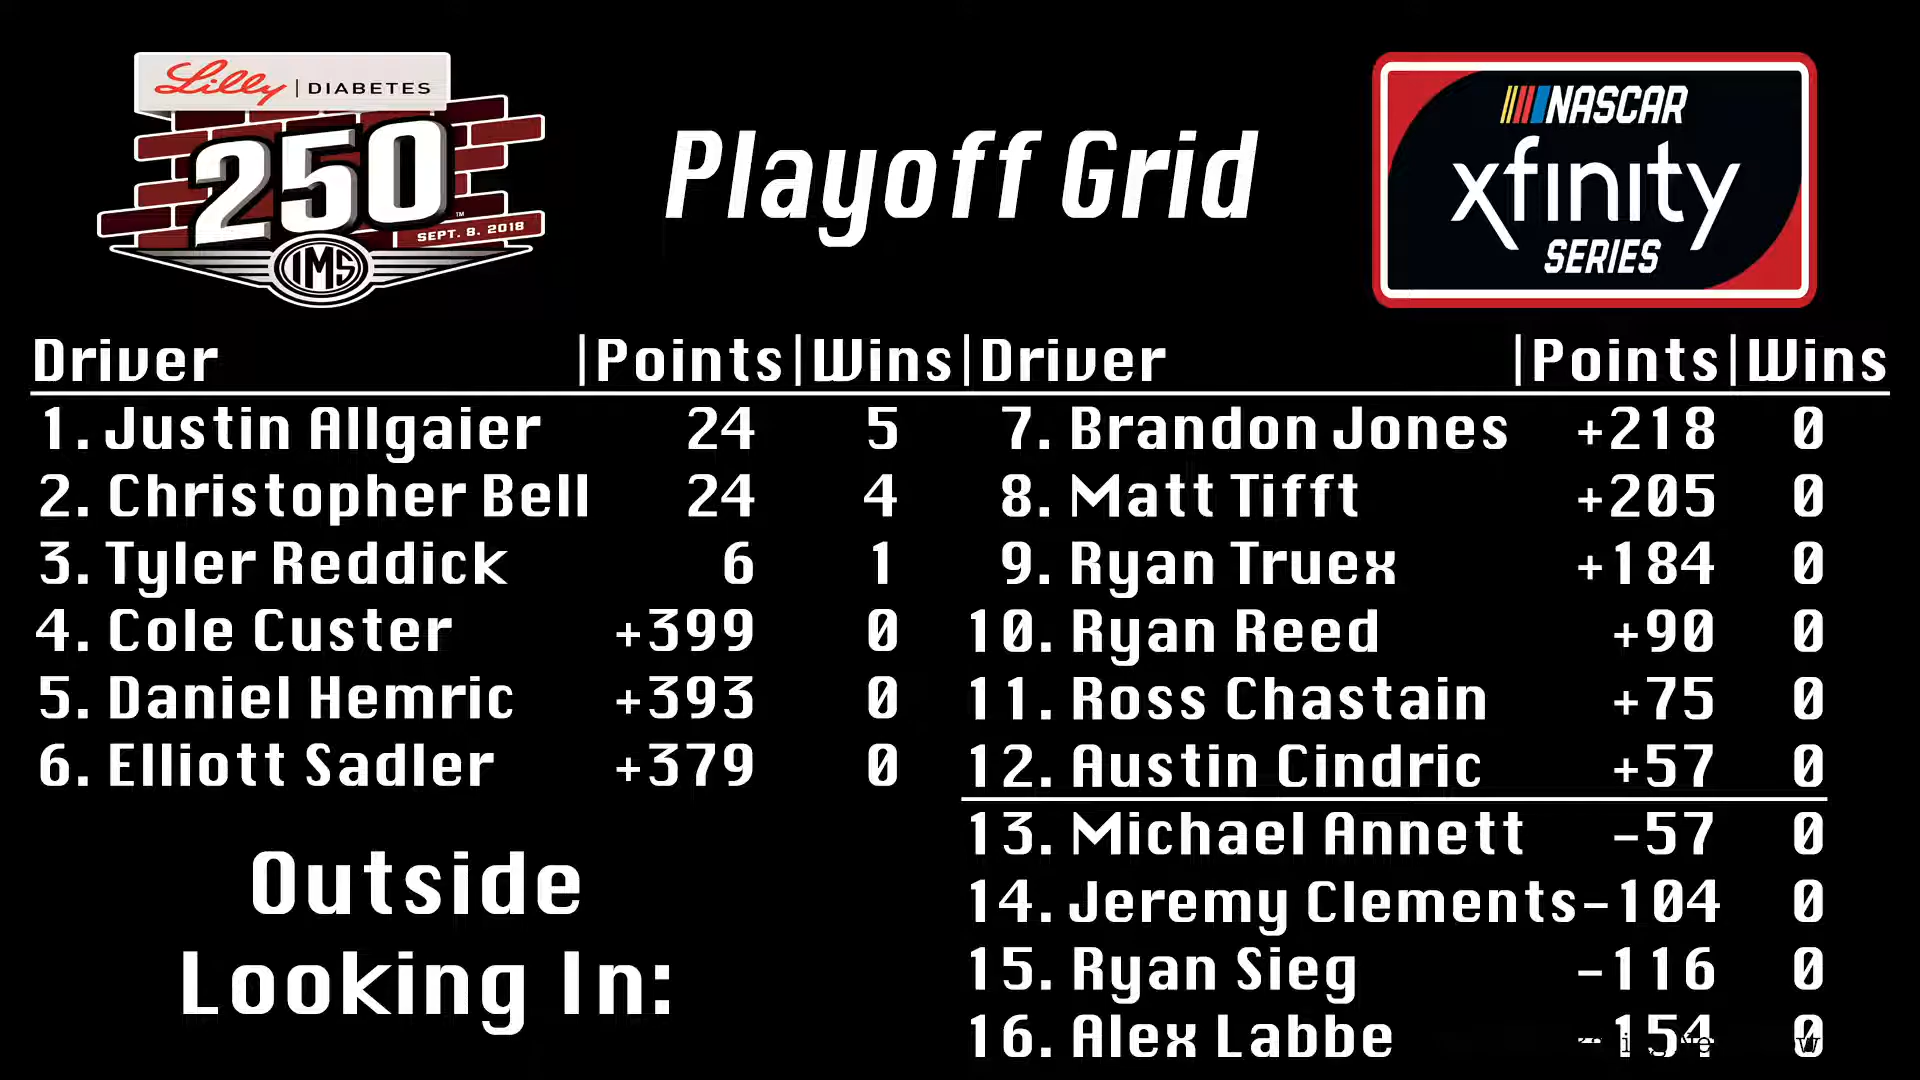 Lilly | DIABETES
250
™
SEPT. 8. 2018
IMS
Playoff Grid
NASCAR
xfinity
SERIES
Driver |Points|Wins|Driver |Points|Wins
1. Justin Allgaier 24 5 7. Brandon Jones +218 0
2. Christopher Bell 24 4 8. Matt Tifft +205 0
3. Tyler Reddick 6 1 9. Ryan Truex +184 0
4. Cole Custer +399 0 10. Ryan Reed +90 0
5. Daniel Hemric +393 0 11. Ross Chastain +75 0
6. Elliott Sadler +379 0 12. Austin Cindric +57 0
13. Michael Annett -57 0
Outside
14. Jeremy Clements -104 0
Looking In:
15. Ryan Sieg -116 0
16. Alex Labbe 154 0